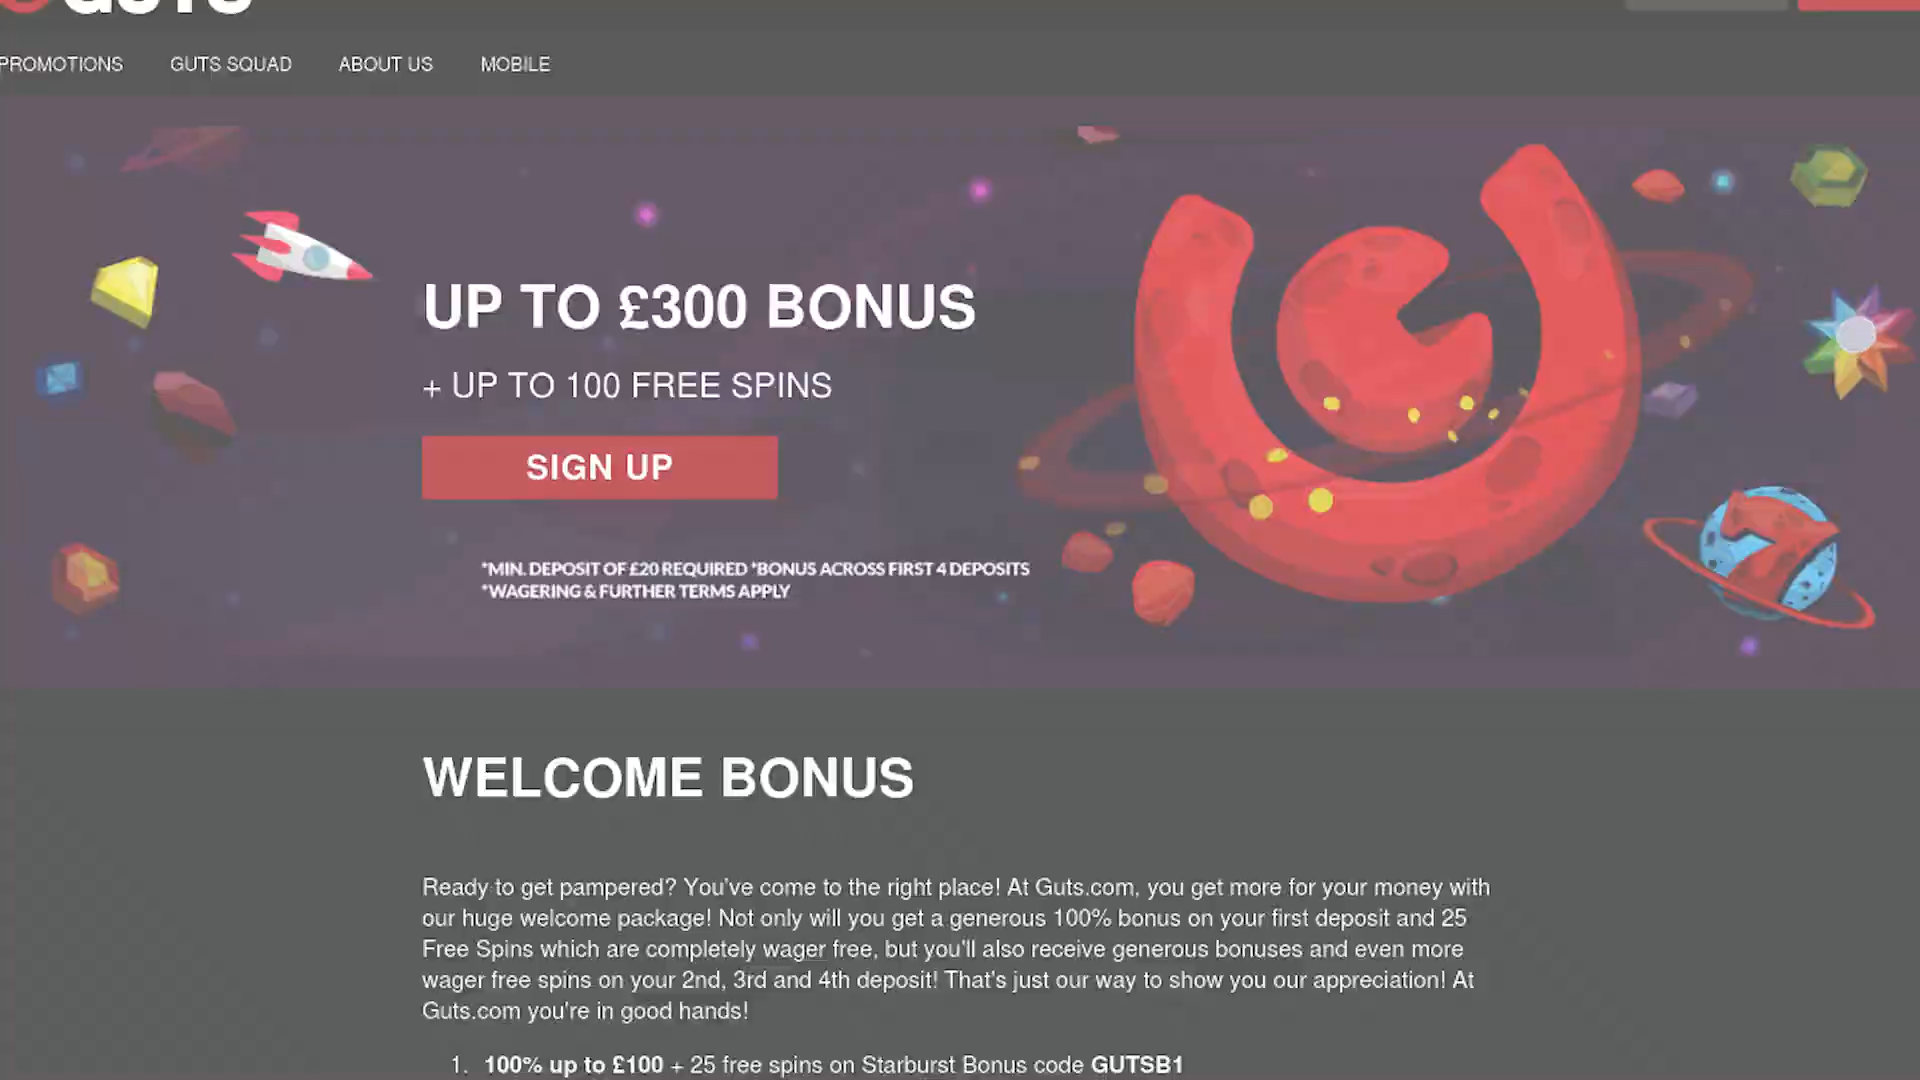 GUTS
PROMOTIONS GUTS SQUAD ABOUT US MOBILE
UP TO £300 BONUS
+ UP TO 100 FREE SPINS
SIGN UP
*MIN. DEPOSIT OF £20 REQUIRED *BONUS ACROSS FIRST 4 DEPOSITS
*WAGERING & FURTHER TERMS APPLY
WELCOME BONUS
Ready to get pampered? You've come to the right place! At Guts.com, you get more for your money with
our huge welcome package! Not only will you get a generous 100% bonus on your first deposit and 25
Free Spins which are completely wager free, but you'll also receive generous bonuses and even more
wager free spins on your 2nd, 3rd and 4th deposit! That's just our way to show you our appreciation! At
Guts.com you're in good hands!
1. 100% up to £100 + 25 free spins on Starburst Bonus code GUTSB1